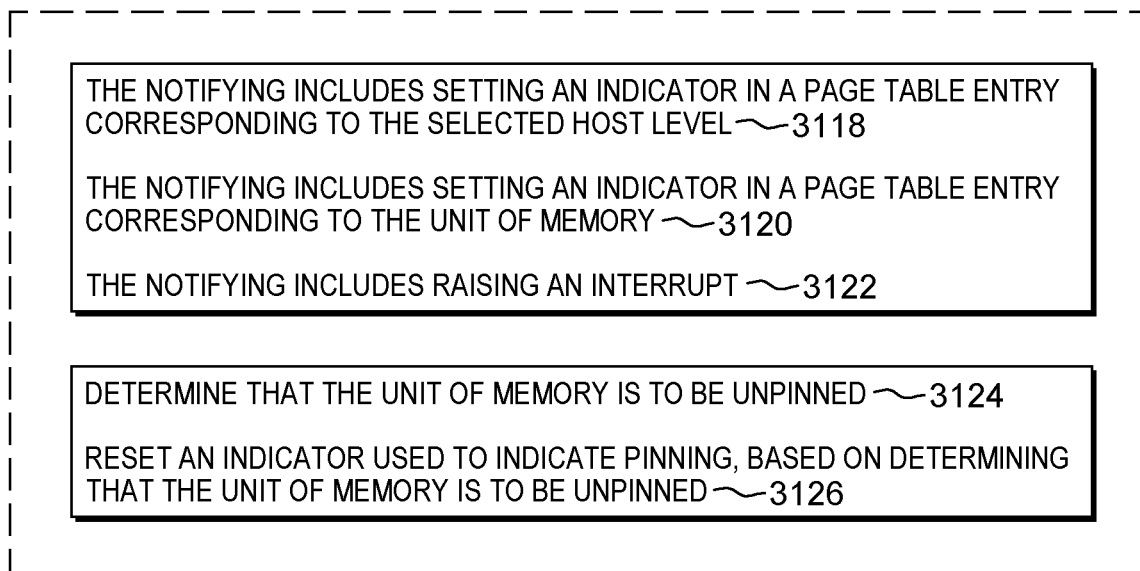 THE NOTIFYING INCLUDES SETTING AN INDICATOR IN A PAGE TABLE ENTRY
CORRESPONDING TO THE SELECTED HOST LEVEL 3118
THE NOTIFYING INCLUDES SETTING AN INDICATOR IN A PAGE TABLE ENTRY
CORRESPONDING TO THE UNIT OF MEMORY 3120
THE NOTIFYING INCLUDES RAISING AN INTERRUPT 3122
DETERMINE THAT THE UNIT OF MEMORY IS TO BE UNPINNED 3124
RESET AN INDICATOR USED TO INDICATE PINNING, BASED ON DETERMINING
THAT THE UNIT OF MEMORY IS TO BE UNPINNED 3126